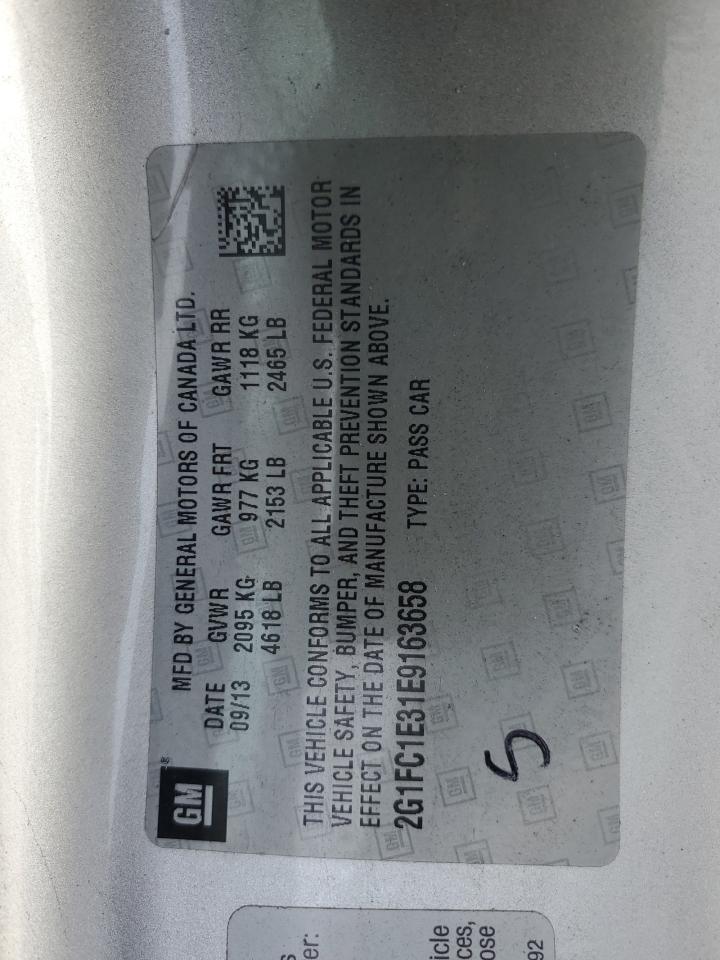 GM®
MFD BY GENERAL MOTORS OF CANADA LTD.
DATE GVWR GAWR FRT GAWR RR
09/13 2095 KG 977 KG 1118 KG
4618 LB 2153 LB 2465 LB
THIS VEHICLE CONFORMS TO ALL APPLICABLE U.S. FEDERAL MOTOR
VEHICLE SAFETY, BUMPER, AND THEFT PREVENTION STANDARDS IN
EFFECT ON THE DATE OF MANUFACTURE SHOWN ABOVE.
2G1FC1E31E9163658 TYPE: PASS CAR
5
s
er:
icle
ces,
ose
92